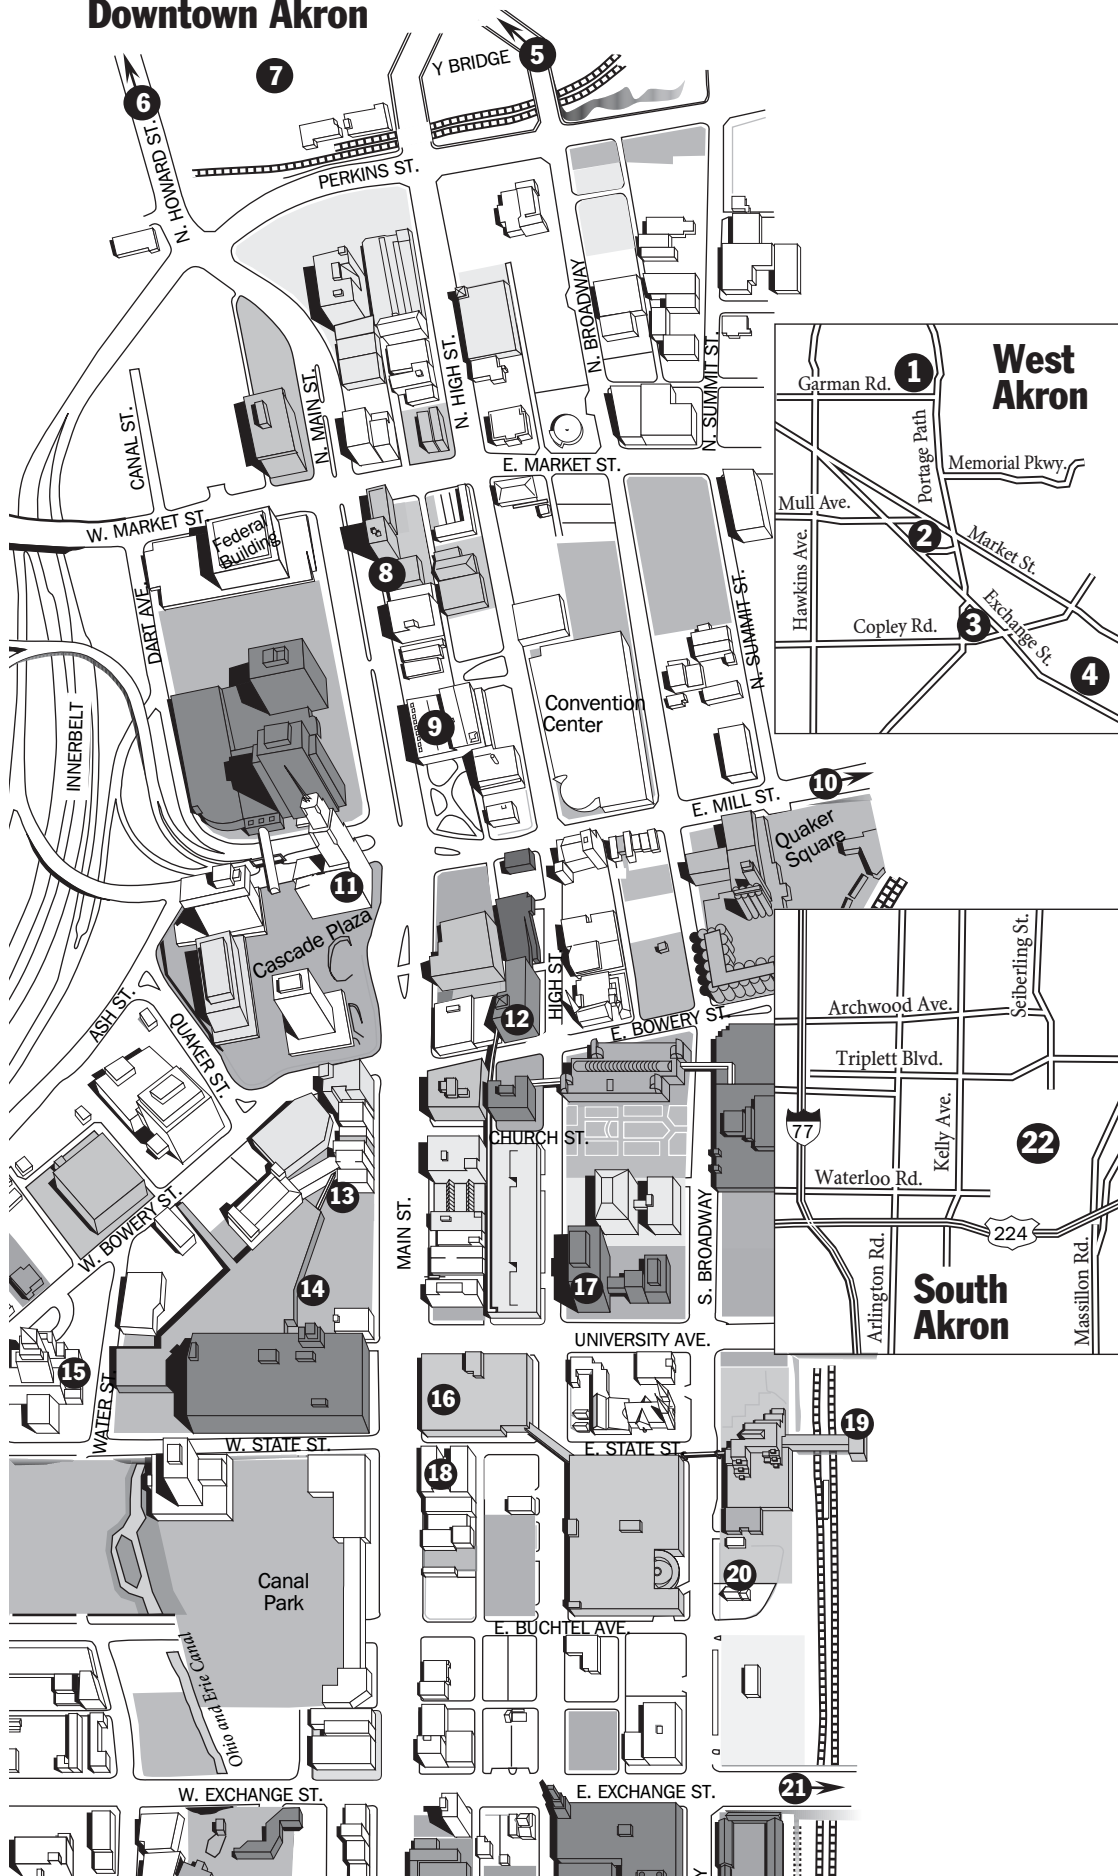 Downtown Akron
7
5
Y BRIDGE
6
N. HOWARD ST.
PERKINS ST.
N. BROADWAY
N. HIGH ST.
N. MAIN ST.
N. SUMMIT ST.
CANAL ST.
E. MARKET ST.
W. MARKET ST.
Federal
Building
8
DART AVE.
N. SUMMIT ST.
INNERBELT
9
Convention
Center
10
E. MILL ST.
Quaker
Square
11
Cascade Plaza
12
HIGH ST.
E. BOWERY ST.
ASH ST.
QUAKER ST.
CHURCH ST.
13
W. BOWERY ST.
MAIN ST.
S. BROADWAY
14
17
UNIVERSITY AVE.
15
WATER ST.
16
19
W. STATE ST.
E. STATE ST.
18
20
Canal
Park
E. BUCHTEL AVE.
Ohio and Erie Canal
W. EXCHANGE ST.
E. EXCHANGE ST.
21
Y
West
Akron
1
Garman Rd.
Portage Path
Memorial Pkwy.
Mull Ave.
2
Market St.
Hawkins Ave.
Exchange St.
Copley Rd.
3
4
Seiberling St.
Archwood Ave.
Triplett Blvd.
77
Kelly Ave.
22
Waterloo Rd.
224
Arlington Rd.
Massillon Rd.
South
Akron